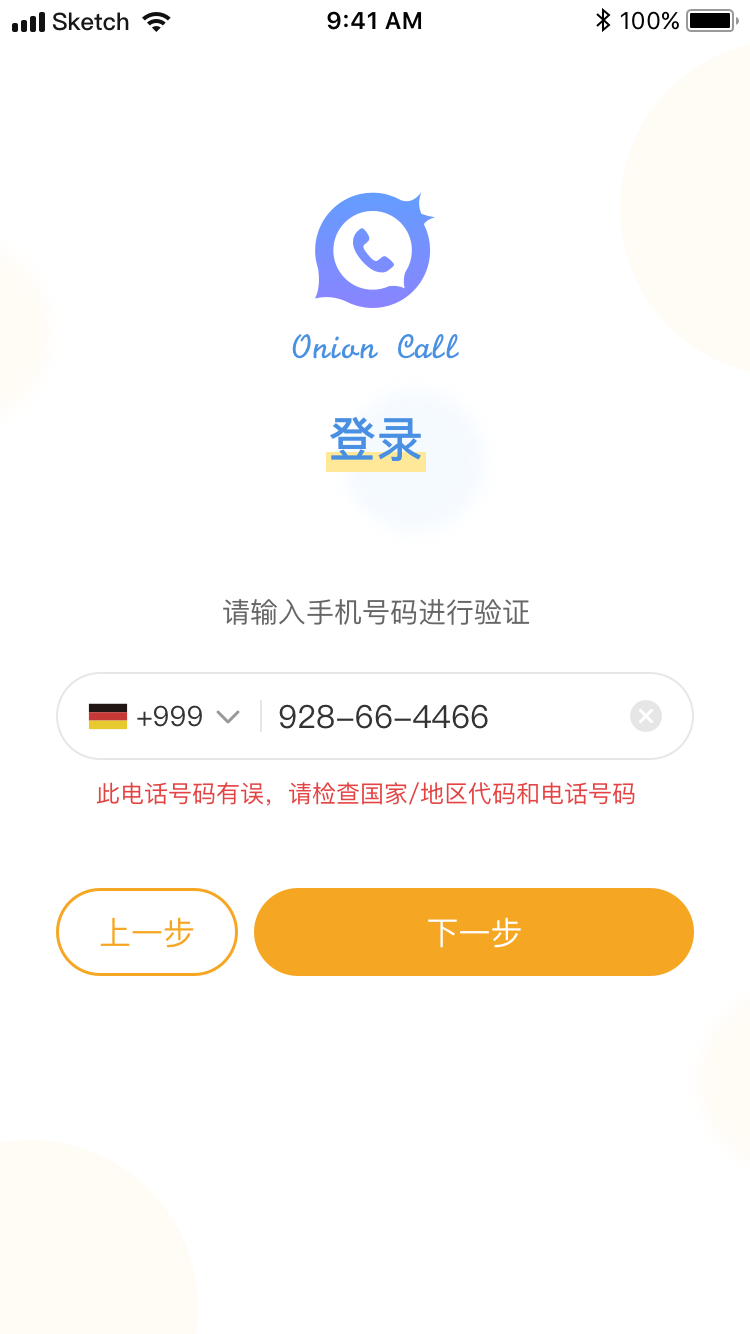 Sketch 9:41 AM 100%
Onion Call
登录
请输入手机号码进行验证
+999 928-66-4466
此电话号码有误，请检查国家/地区代码和电话号码
上一步 下一步